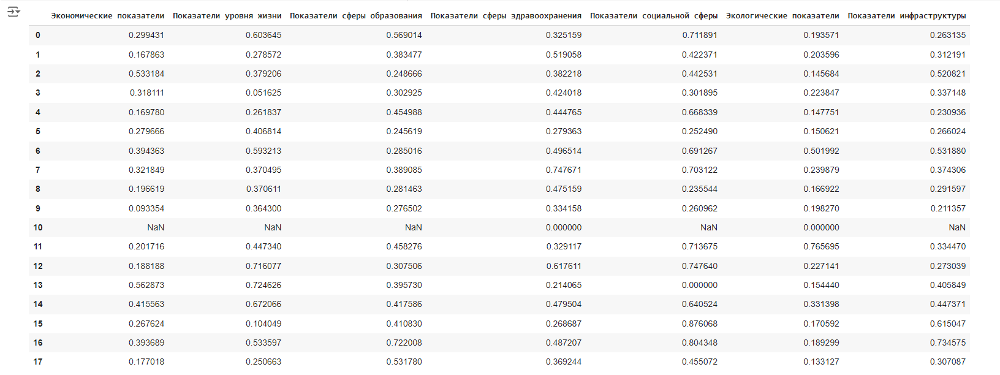 Экономические показатели Показатели уровня жизни Показатели сферы образования Показатели сферы здравоохранения Показатели социальной сферы Экологические показатели Показатели инфраструктуры
0 0.299431 0.603645 0.569014 0.325159 0.711891 0.193571 0.263135
1 0.167863 0.278572 0.383477 0.519058 0.422371 0.203596 0.312191
2 0.533184 0.379206 0.248666 0.382218 0.442531 0.145684 0.520821
3 0.318111 0.051625 0.302925 0.424018 0.301895 0.223847 0.337148
4 0.169780 0.261837 0.454988 0.444765 0.668339 0.147751 0.230936
5 0.279666 0.406814 0.245619 0.279363 0.252490 0.150621 0.266024
6 0.394363 0.593213 0.285016 0.496514 0.691267 0.501992 0.531880
7 0.321849 0.370495 0.389085 0.747671 0.703122 0.239879 0.374306
8 0.196619 0.370611 0.281463 0.475159 0.235544 0.166922 0.291597
9 0.093354 0.364300 0.276502 0.334158 0.260962 0.198270 0.211357
10 NaN NaN NaN 0.000000 NaN 0.000000 NaN
11 0.201716 0.447340 0.458276 0.329117 0.713675 0.765695 0.334470
12 0.188188 0.716077 0.307506 0.617611 0.747640 0.227141 0.273039
13 0.562873 0.724626 0.395730 0.214065 0.000000 0.154440 0.405849
14 0.415563 0.672066 0.417586 0.479504 0.640524 0.331398 0.447371
15 0.267624 0.104049 0.410830 0.268687 0.876068 0.170592 0.615047
16 0.393689 0.533597 0.722008 0.487207 0.804348 0.189299 0.734575
17 0.177018 0.250663 0.531780 0.369244 0.455072 0.133127 0.307087